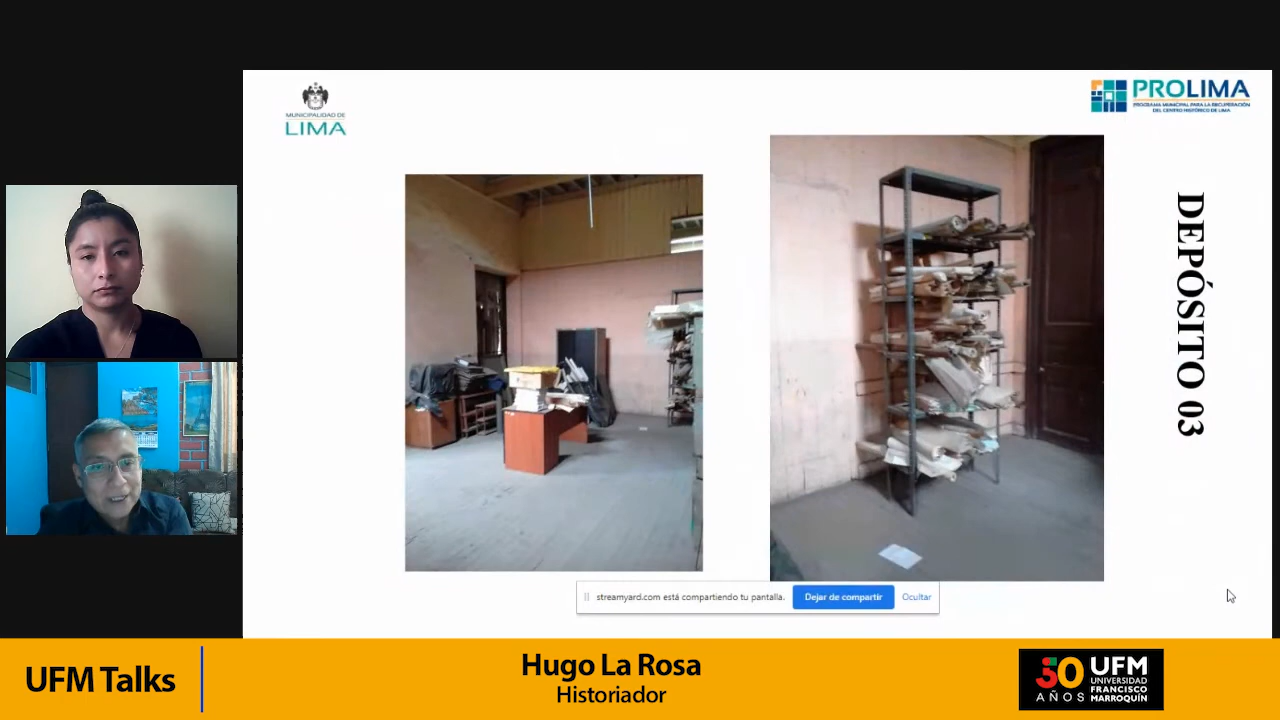 MUNICIPALIDAD DE
LIMA
PROLIMA
PROGRAMA MUNICIPAL PARA LA RECUPERACIÓN
DEL CENTRO HISTÓRICO DE LIMA
DEPÓSITO 03
streamyard.com está compartiendo tu pantalla.
Dejar de compartir
Ocultar
UFM Talks
Hugo La Rosa
Historiador
50
AÑOS
UFM
UNIVERSIDAD
FRANCISCO
MARROQUÍN